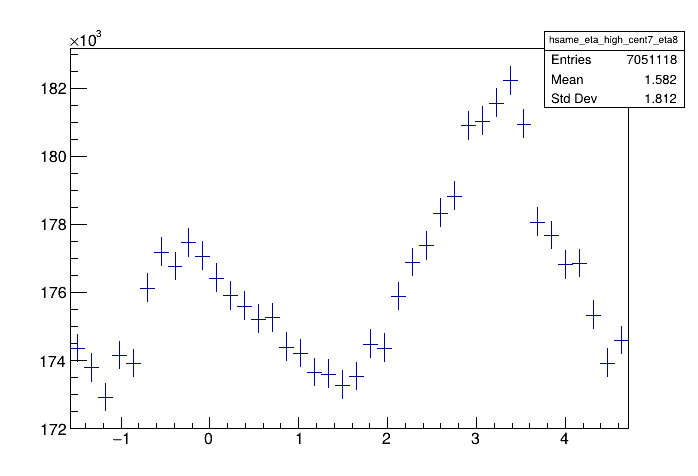 ×10³
hsame_eta_high_cent7_eta8
Entries 7051118
Mean 1.582
Std Dev 1.812
182
180
178
176
174
172
−1 0 1 2 3 4